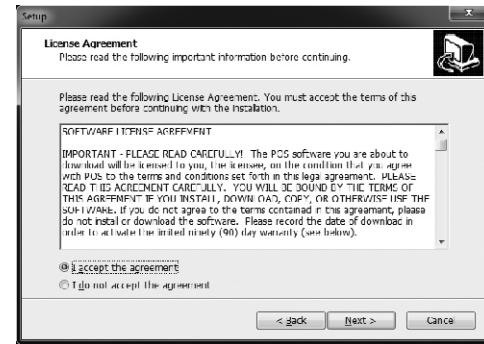 Setup
License Agreement
Please read the following important information before continuing.
Please read the following License Agreement. You must accept the terms of this
agreement before continuing with the installation.
SOFTWARE LICENSE AGREEMENT
IMPORTANT - PLEASE READ CAREFULLY! The POS software you are about to
download will be licensed to you, the licensee, on the condition that you agree
with POS to the terms and conditions set forth in this legal agreement. PLEASE
READ THIS AGREEMENT CAREFULLY. YOU WILL BE BOUND BY THE TERMS OF
THIS AGREEMENT IF YOU INSTALL, DOWNLOAD, COPY, OR OTHERWISE USE THE
SOFTWARE. If you do not agree to the terms contained in this agreement, please
do not install or download the software. Please record the date of download in
order to activate the limited ninety (90) day warranty (see below).
I accept the agreement
I do not accept the agreement
< Back
Next >
Cancel